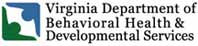 Virginia Department of
Behavioral Health &
Developmental Services